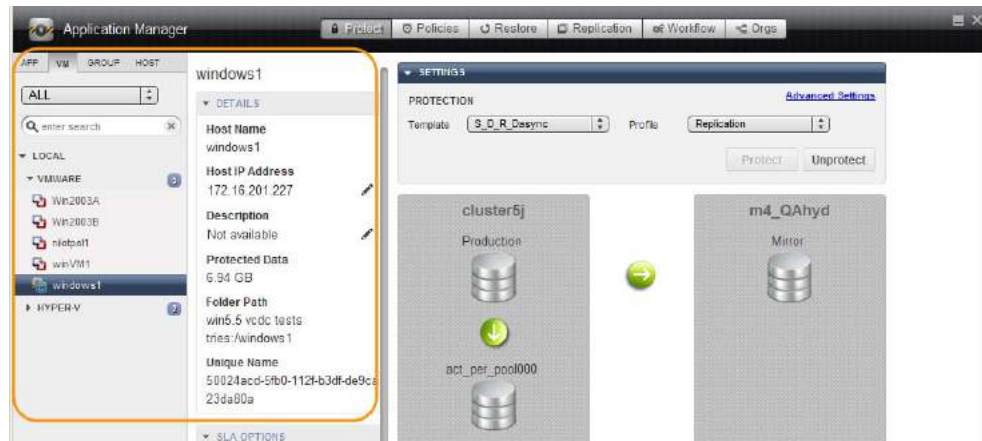 Application Manager
Protect
Policies
Restore
Replication
Workflow
Orgs
APP VM GROUP HOST
ALL
enter search
LOCAL
VMWARE
Win2003A
Win2003B
nilotpal1
winVM1
windows1
HYPER-V
windows1
DETAILS
Host Name
windows1
Host IP Address
172.16.201.227
Description
Not available
Protected Data
6.94 GB
Folder Path
win5.5 vcdc tests
tries:/windows1
Unique Name
50024acd-5fb0-112f-b3df-de9ca
23da80a
SLA OPTIONS
SETTINGS
PROTECTION
Advanced Settings
Template S_D_R_Dasync Profile Replication
Protect Unprotect
cluster5j
Production
act_per_pool000
m4_QAhyd
Mirror